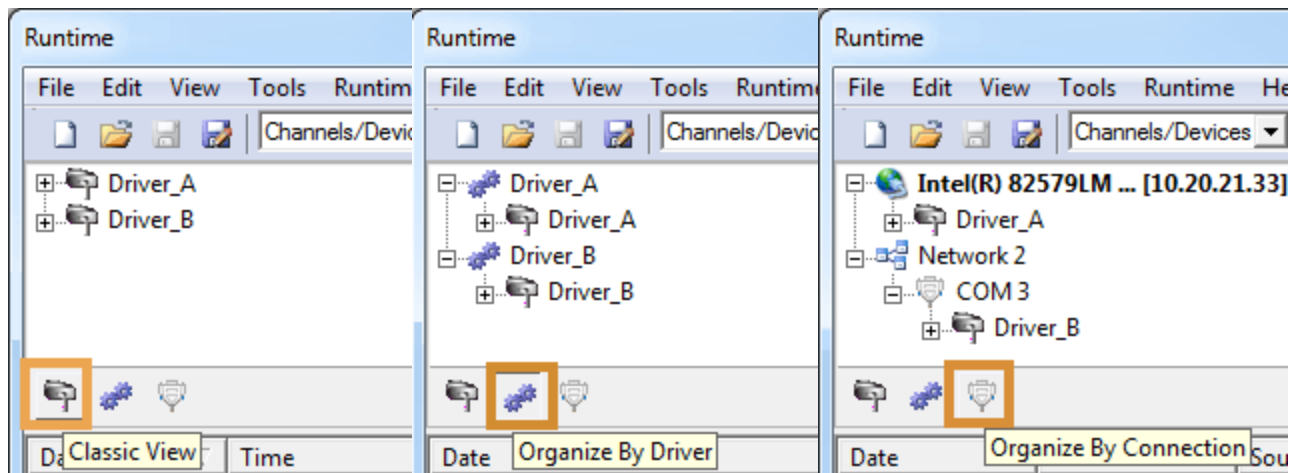 Runtime
File Edit View Tools Runtim
Channels/Devic
Driver_A
Driver_B
Classic View
Da Time
Runtime
File Edit View Tools Runtime
Channels/Devic
Driver_A
Driver_A
Driver_B
Driver_B
Organize By Driver
Date
Runtime
File Edit View Tools Runtime He
Channels/Devices
Intel(R) 82579LM ... [10.20.21.33]
Driver_A
Network 2
COM 3
Driver_B
Organize By Connection
Date Sou